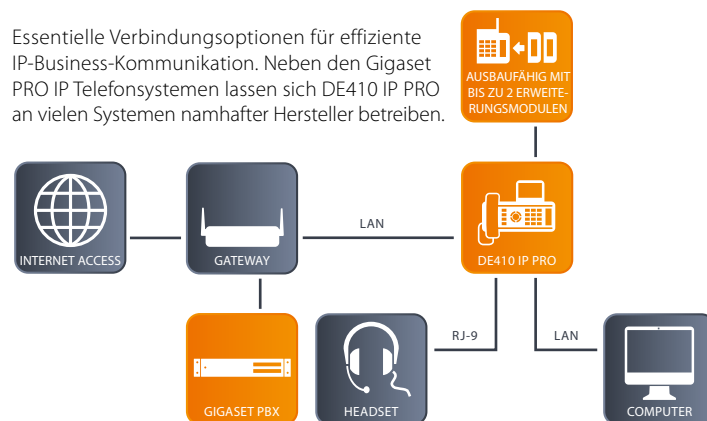 Essentielle Verbindungsoptionen für effiziente
IP-Business-Kommunikation. Neben den Gigaset
PRO IP Telefonsystemen lassen sich DE410 IP PRO
an vielen Systemen namhafter Hersteller betreiben.
AUSBAUFÄHIG MIT
BIS ZU 2 ERWEITE-
RUNGSMODULEN
INTERNET ACCESS
GATEWAY
LAN
DE410 IP PRO
GIGASET PBX
HEADSET
RJ-9
LAN
COMPUTER